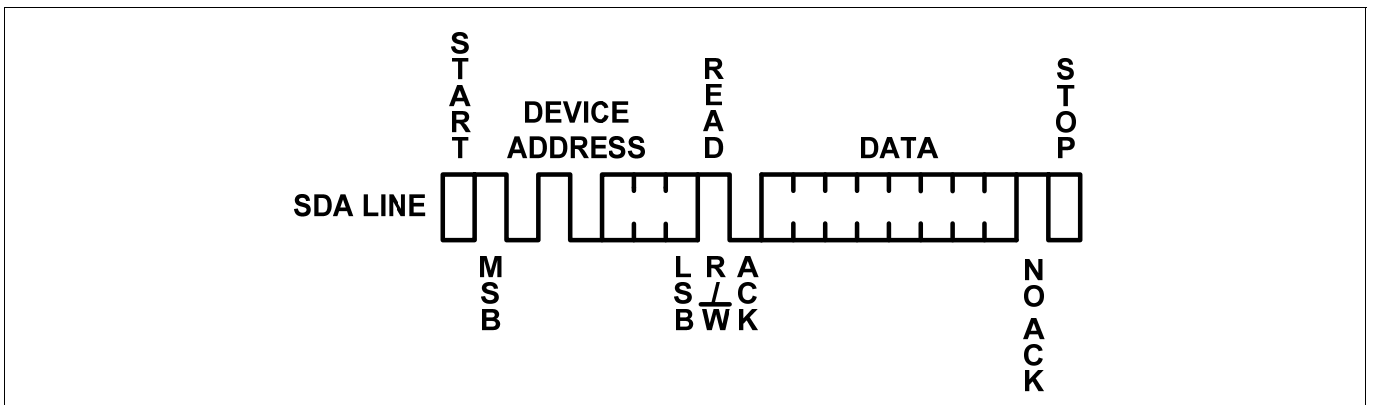 START
DEVICE
ADDRESS
READ
DATA
STOP
SDA LINE
MSB
LSB
R/W
ACK
NO ACK